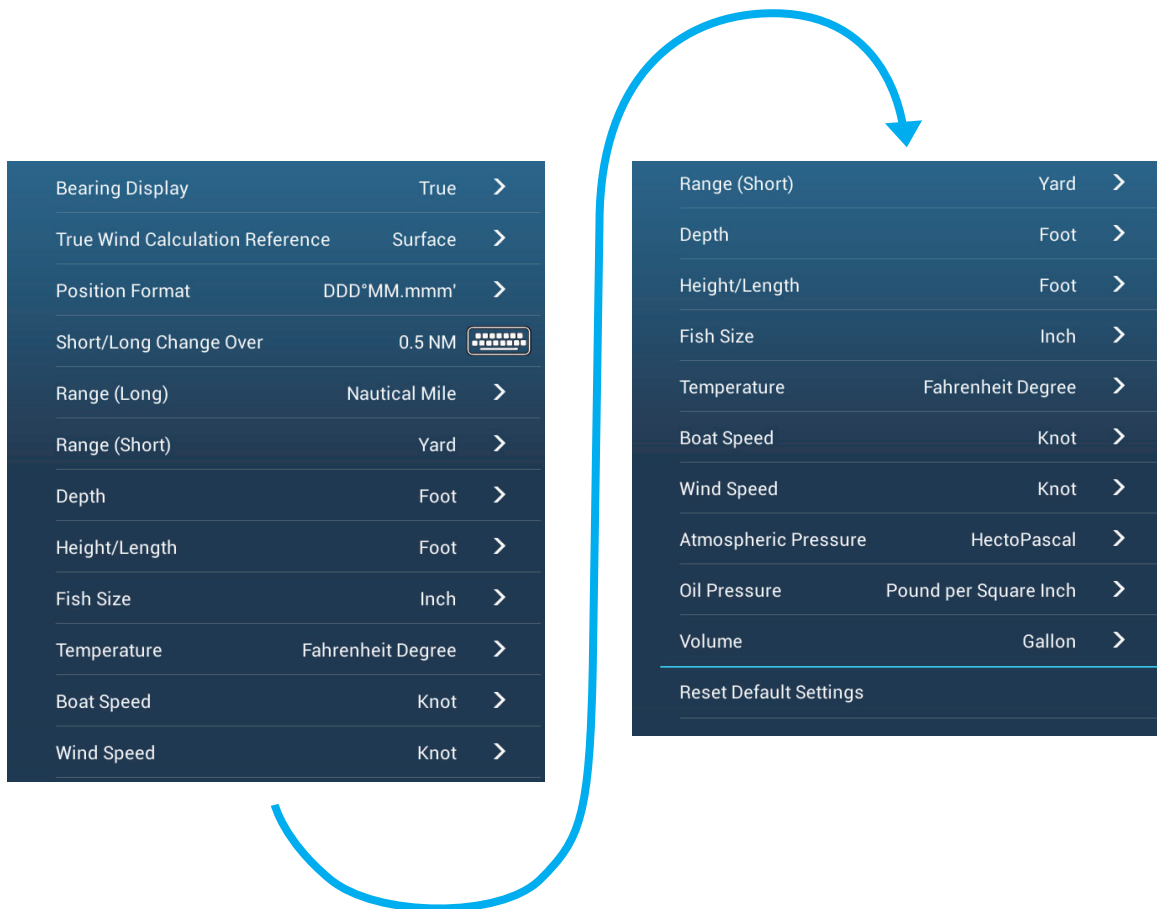 Bearing Display True
True Wind Calculation Reference Surface
Position Format DDD°MM.mmm'
Short/Long Change Over 0.5 NM
Range (Long) Nautical Mile
Range (Short) Yard
Depth Foot
Height/Length Foot
Fish Size Inch
Temperature Fahrenheit Degree
Boat Speed Knot
Wind Speed Knot
Range (Short) Yard
Depth Foot
Height/Length Foot
Fish Size Inch
Temperature Fahrenheit Degree
Boat Speed Knot
Wind Speed Knot
Atmospheric Pressure HectoPascal
Oil Pressure Pound per Square Inch
Volume Gallon
Reset Default Settings